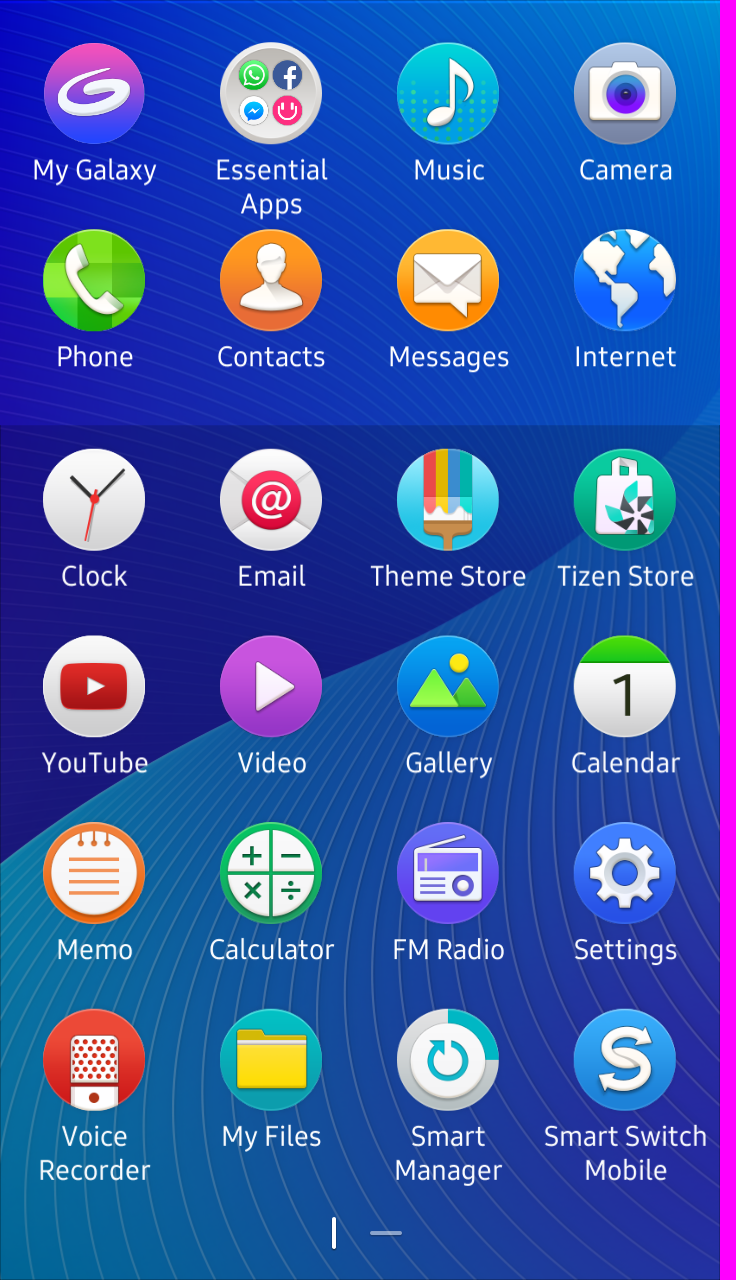 My Galaxy
Essential
Apps
Music
Camera
Phone
Contacts
Messages
Internet
Clock
@
Email
Theme Store
Tizen Store
YouTube
Video
Gallery
1
Calendar
Memo
+ −
× ÷
Calculator
FM Radio
Settings
Voice
Recorder
My Files
Smart
Manager
S
Smart Switch
Mobile